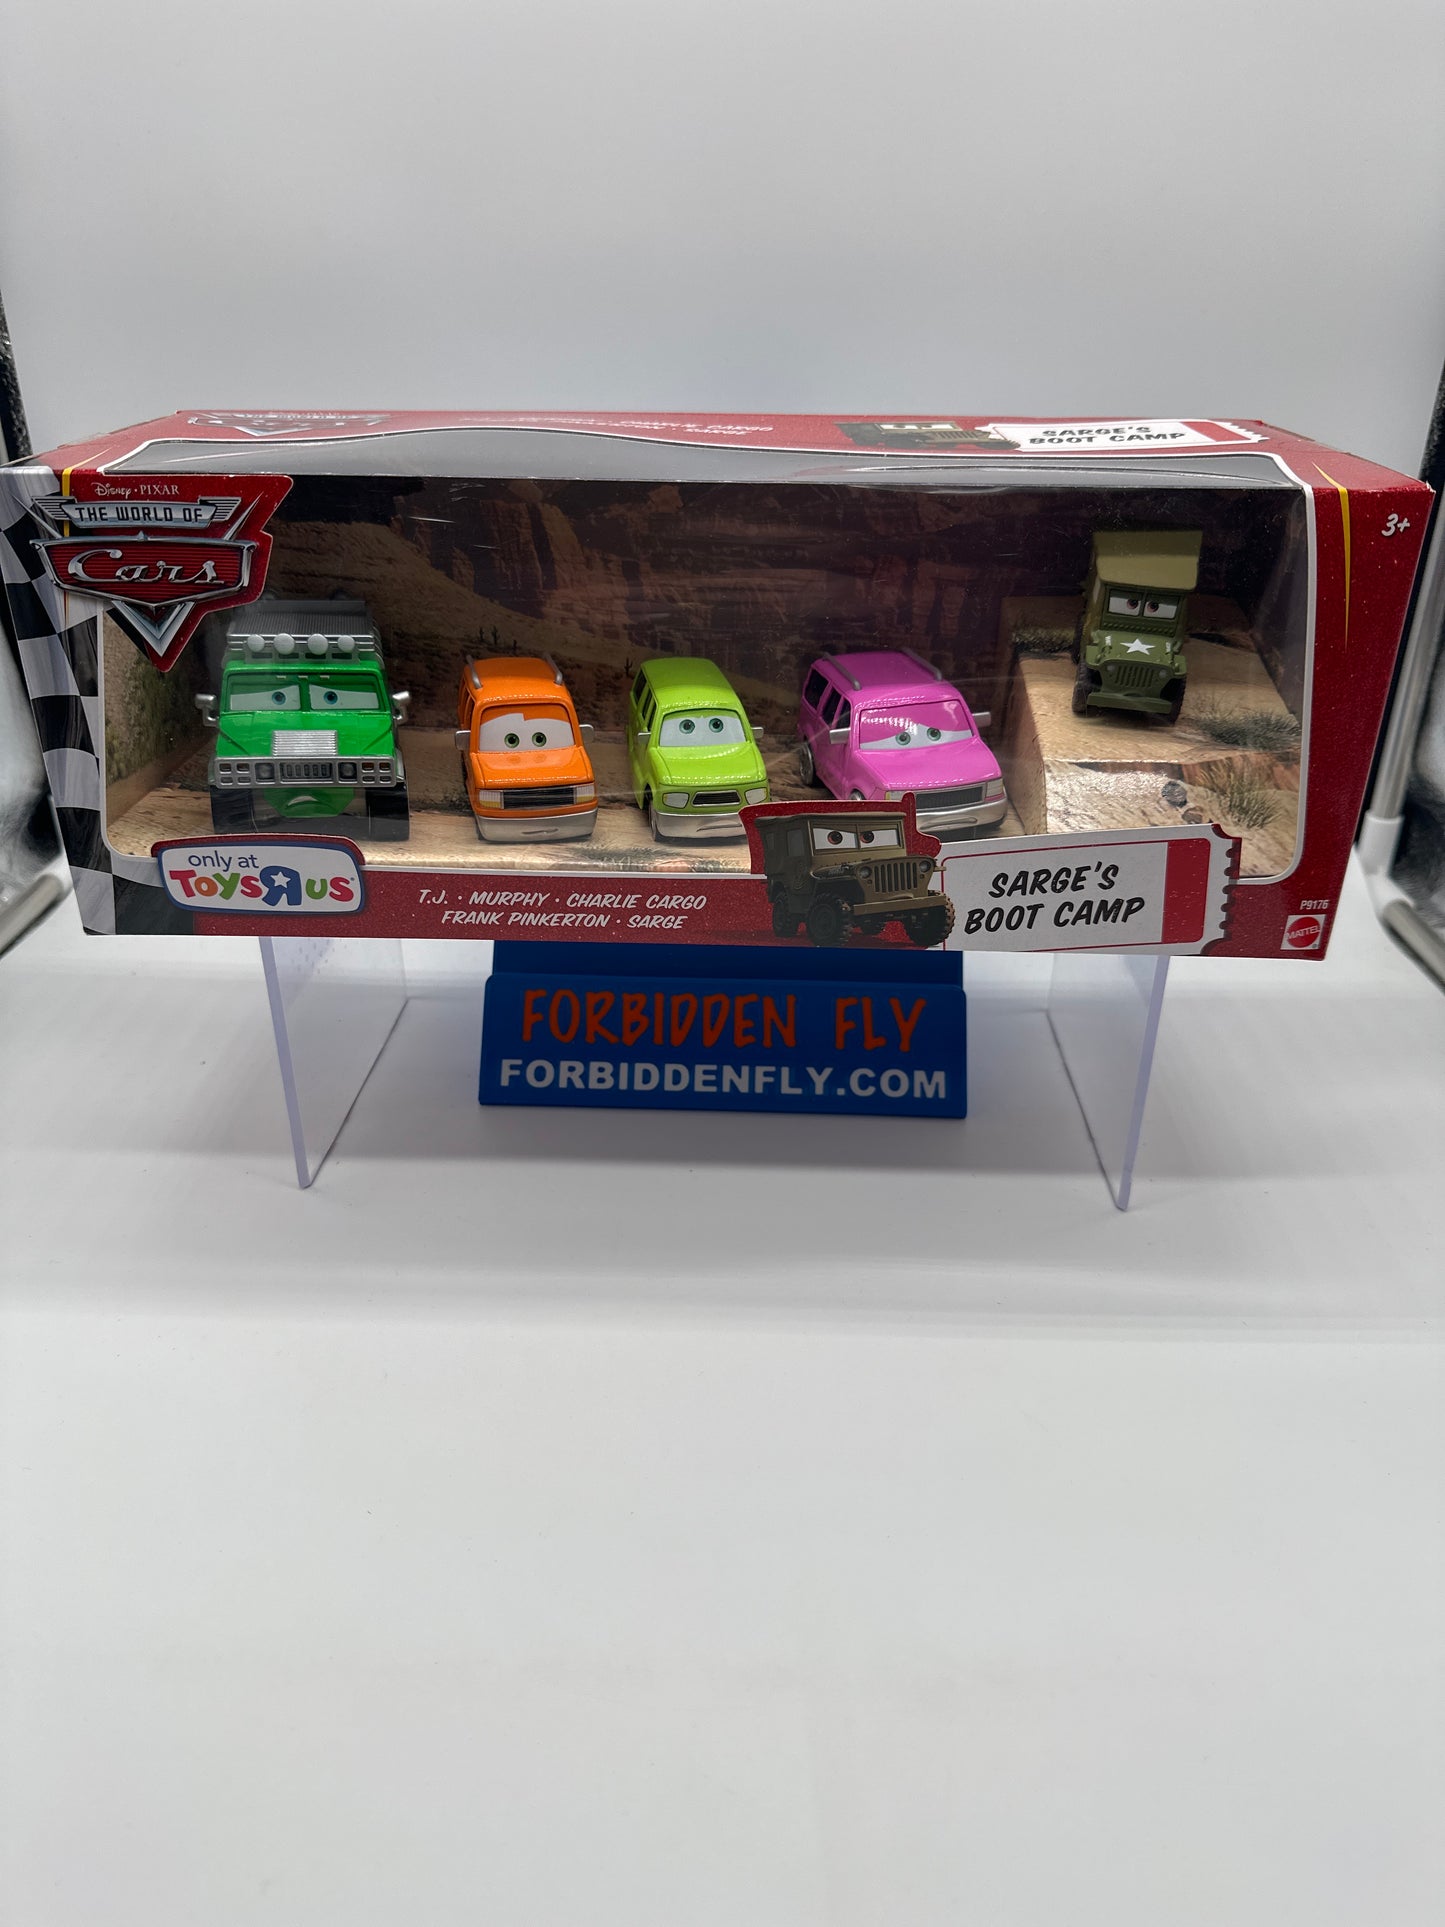 SARGE'S
BOOT CAMP
Disney · PIXAR
THE WORLD OF
Cars
3+
only at
ToysЯus
T.J. · MURPHY · CHARLIE CARGO
FRANK PINKERTON · SARGE
SARGE'S
BOOT CAMP
P9176
MATTEL
FORBIDDEN FLY
FORBIDDENFLY.COM